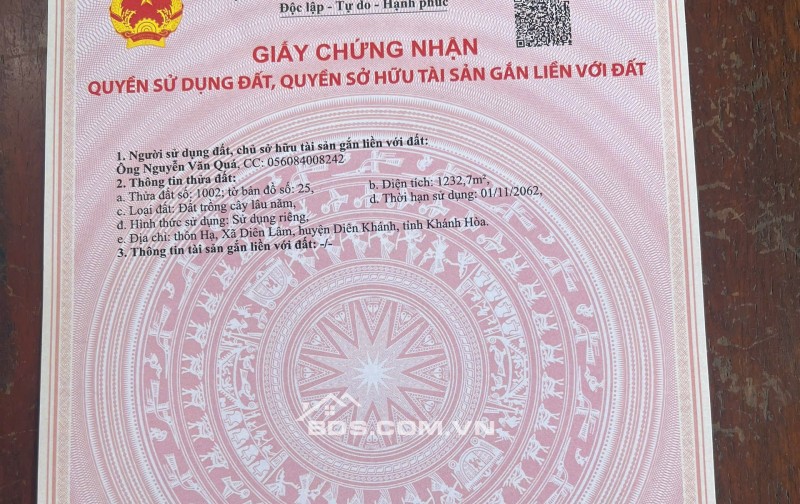 Độc lập - Tự do - Hạnh phúc
GIẤY CHỨNG NHẬN
QUYỀN SỬ DỤNG ĐẤT, QUYỀN SỞ HỮU TÀI SẢN GẮN LIỀN VỚI ĐẤT
1. Người sử dụng đất, chủ sở hữu tài sản gắn liền với đất:
Ông Nguyễn Văn Quá, CC: 056084008242
2. Thông tin thửa đất:
a. Thửa đất số: 1002; tờ bản đồ số: 25, b. Diện tích: 1232,7m²,
c. Loại đất: Đất trồng cây lâu năm, d. Thời hạn sử dụng: 01/11/2062,
đ. Hình thức sử dụng: Sử dụng riêng,
e. Địa chỉ: thôn Hạ, Xã Diên Lâm, huyện Diên Khánh, tỉnh Khánh Hòa.
3. Thông tin tài sản gắn liền với đất: -/-
BDS.COM.VN